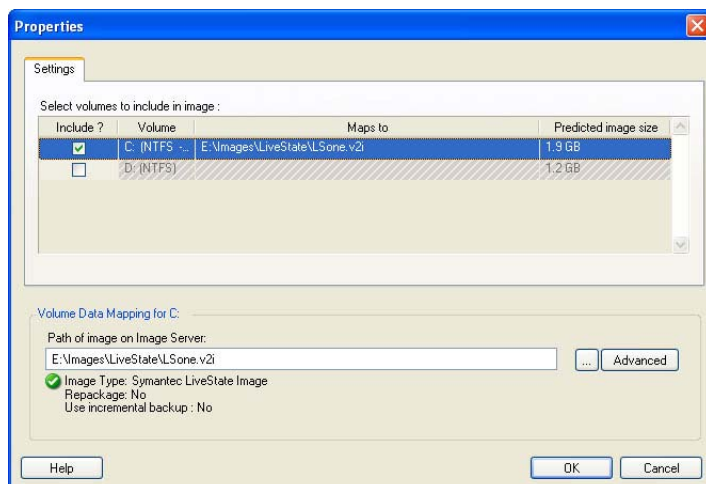 Properties
Settings
Select volumes to include in image :
Include ? Volume Maps to Predicted image size
C: (NTFS -... E:\Images\LiveState\LSone.v2i 1.9 GB
D: (NTFS) 1.2 GB
Volume Data Mapping for C:
Path of image on Image Server:
E:\Images\LiveState\LSone.v2i ... Advanced
Image Type: Symantec LiveState Image
Repackage: No
Use incremental backup : No
Help OK Cancel